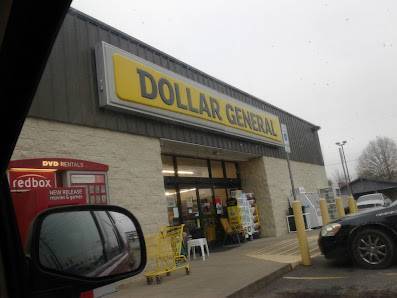 DOLLAR GENERAL
DVD RENTALS
redbox
NEW RELEASE
movies & games